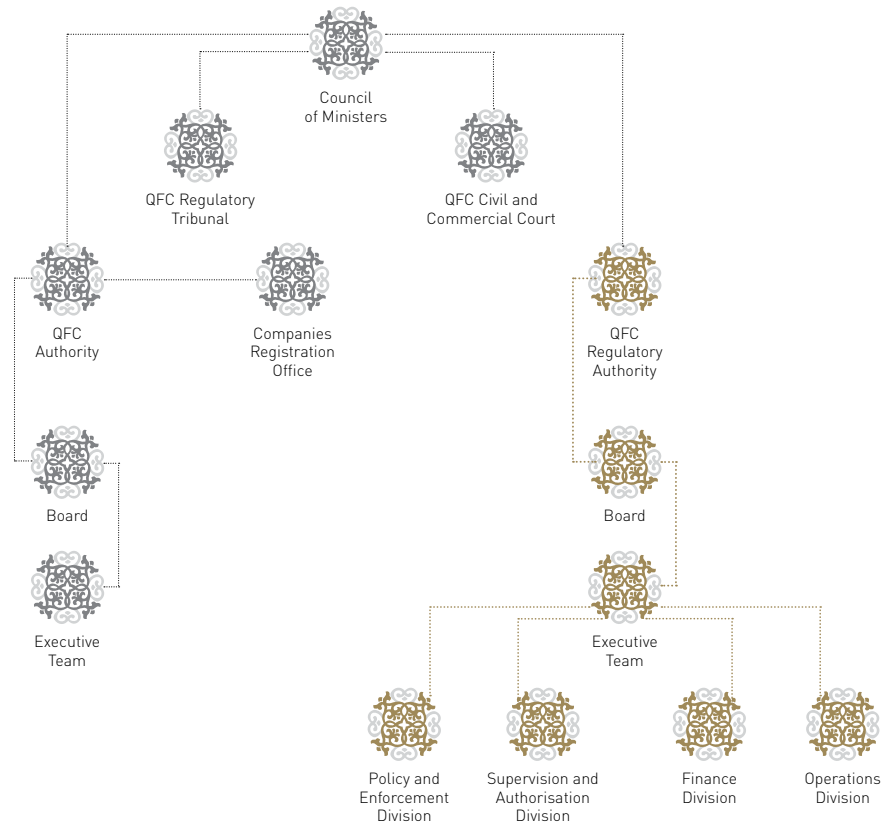 Council
of Ministers
QFC Regulatory
Tribunal
QFC Civil and
Commercial Court
QFC
Authority
Companies
Registration
Office
QFC
Regulatory
Authority
Board
Board
Executive
Team
Executive
Team
Policy and
Enforcement
Division
Supervision and
Authorisation
Division
Finance
Division
Operations
Division